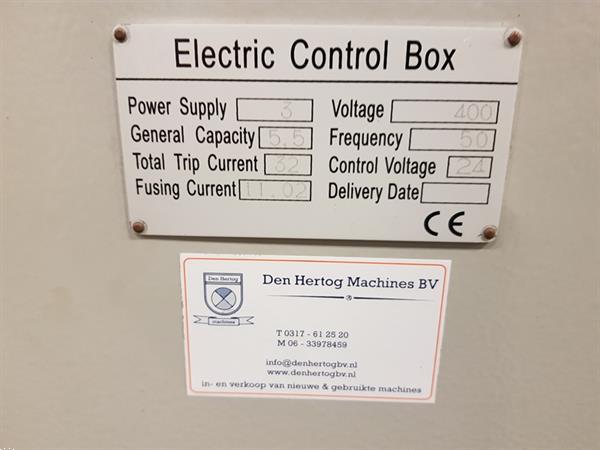 Electric Control Box
Power Supply 3 Voltage 400
General Capacity 5,5 Frequency 50
Total Trip Current 32 Control Voltage 24
Fusing Current 11.02 Delivery Date
CE
Den Hertog
machines
Den Hertog Machines BV
T 0317 - 61 25 20
M 06 - 33978459
info@denhertogbv.nl
www.denhertogbv.nl
in- en verkoop van nieuwe & gebruikte machines